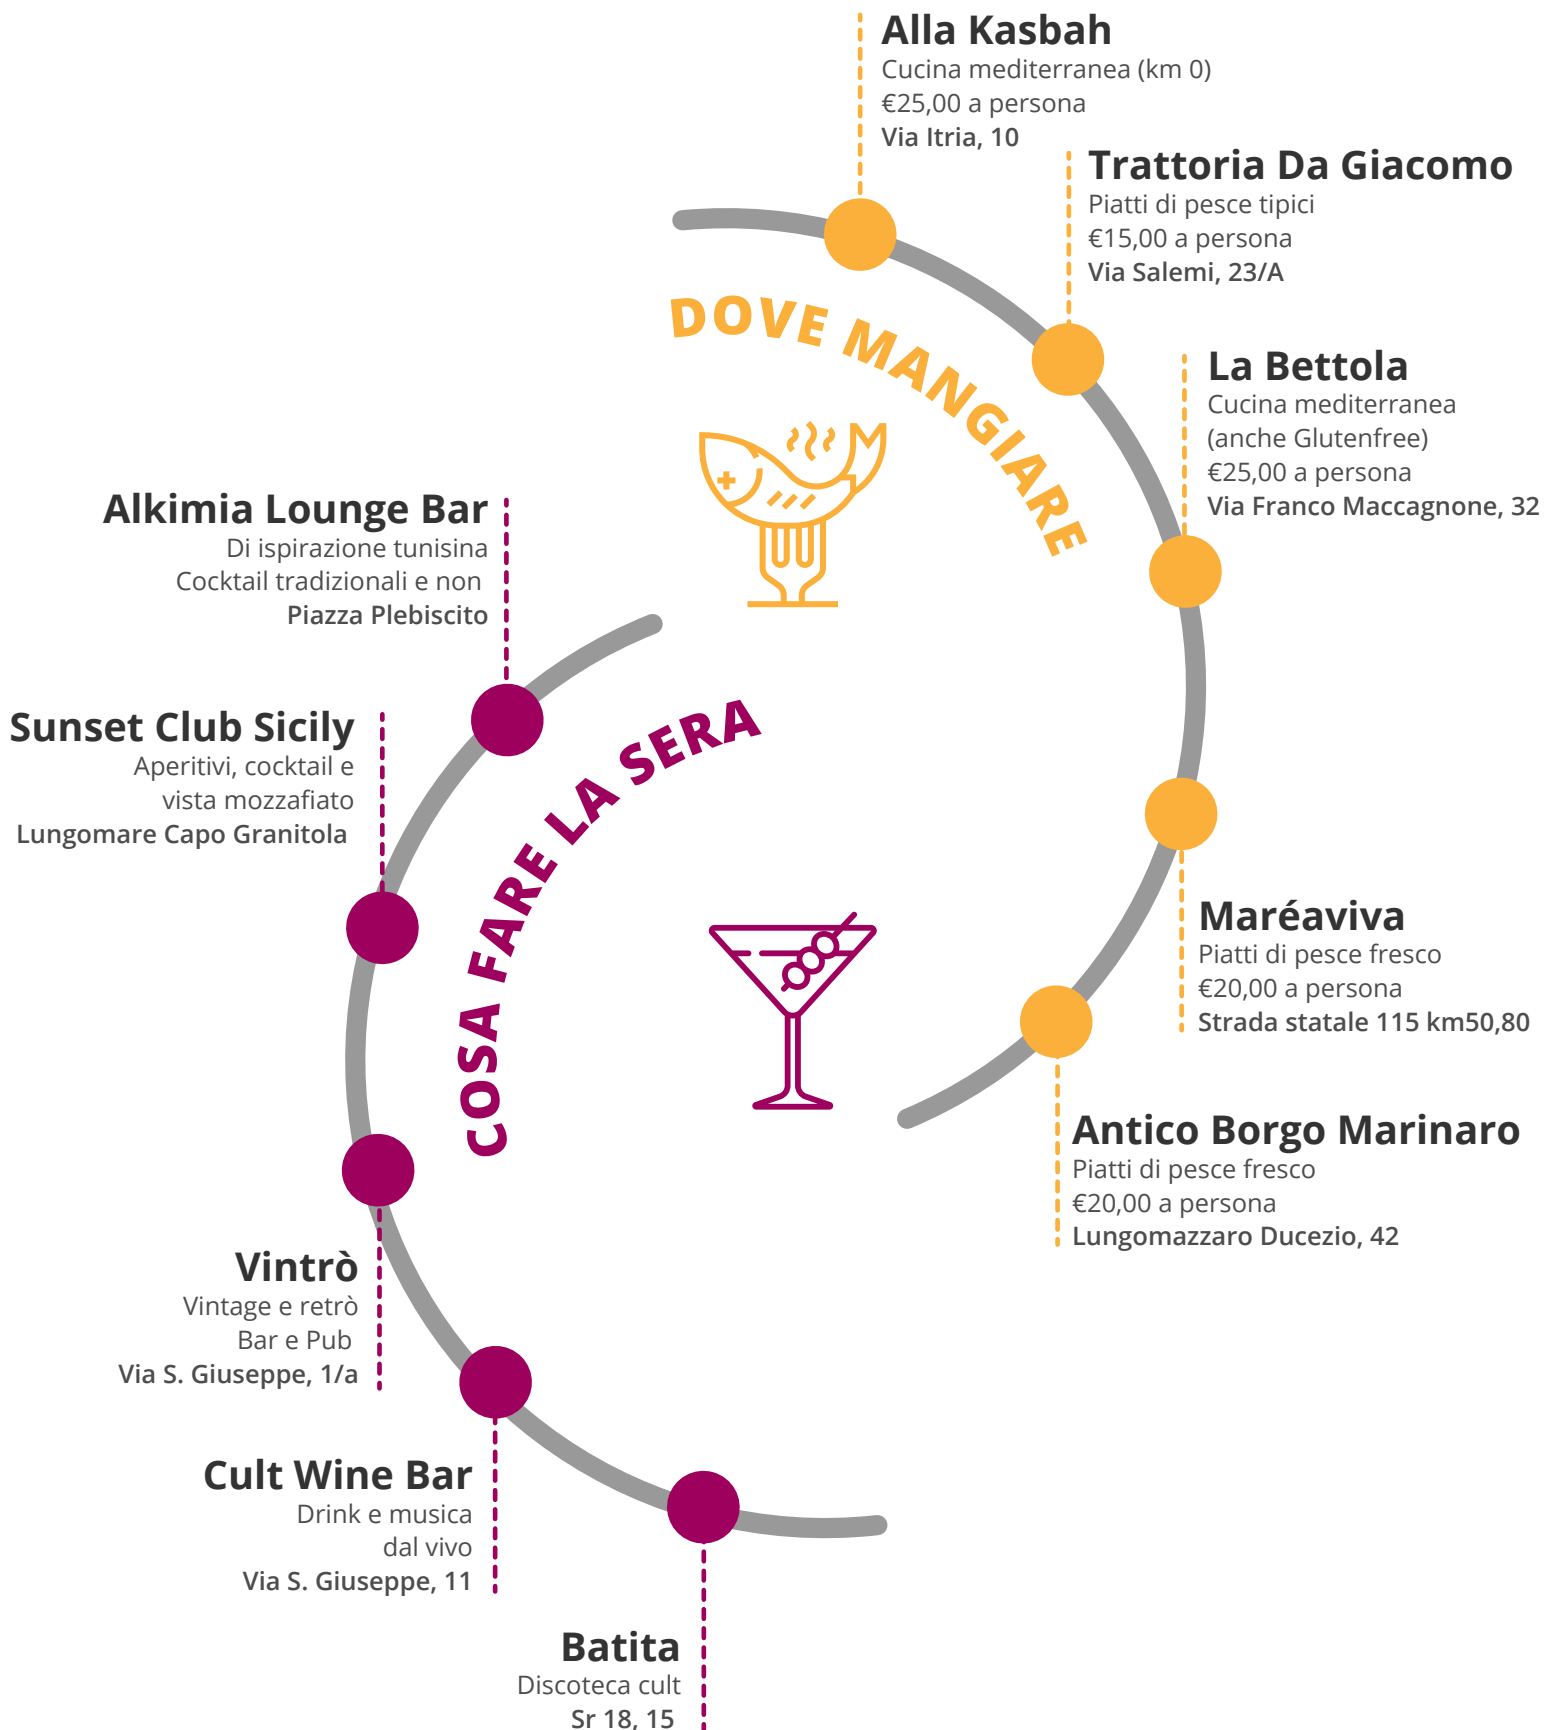 Alla Kasbah
Cucina mediterranea (km 0)
€25,00 a persona
Via Itria, 10
Trattoria Da Giacomo
Piatti di pesce tipici
€15,00 a persona
Via Salemi, 23/A
DOVE MANGIARE
La Bettola
Cucina mediterranea
(anche Glutenfree)
€25,00 a persona
Via Franco Maccagnone, 32
Maréaviva
Piatti di pesce fresco
€20,00 a persona
Strada statale 115 km50,80
Antico Borgo Marinaro
Piatti di pesce fresco
€20,00 a persona
Lungomazzaro Ducezio, 42
Alkimia Lounge Bar
Di ispirazione tunisina
Cocktail tradizionali e non
Piazza Plebiscito
COSA FARE LA SERA
Sunset Club Sicily
Aperitivi, cocktail e
vista mozzafiato
Lungomare Capo Granitola
Vintrò
Vintage e retrò
Bar e Pub
Via S. Giuseppe, 1/a
Cult Wine Bar
Drink e musica
dal vivo
Via S. Giuseppe, 11
Batita
Discoteca cult
Sr 18, 15